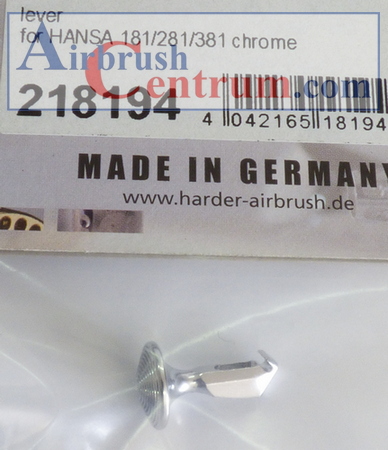 lever
for HANSA 181/281/381 chrome
Airbrush
Centrum.com
218194
4 042165 18194
MADE IN GERMANY
www.harder-airbrush.de